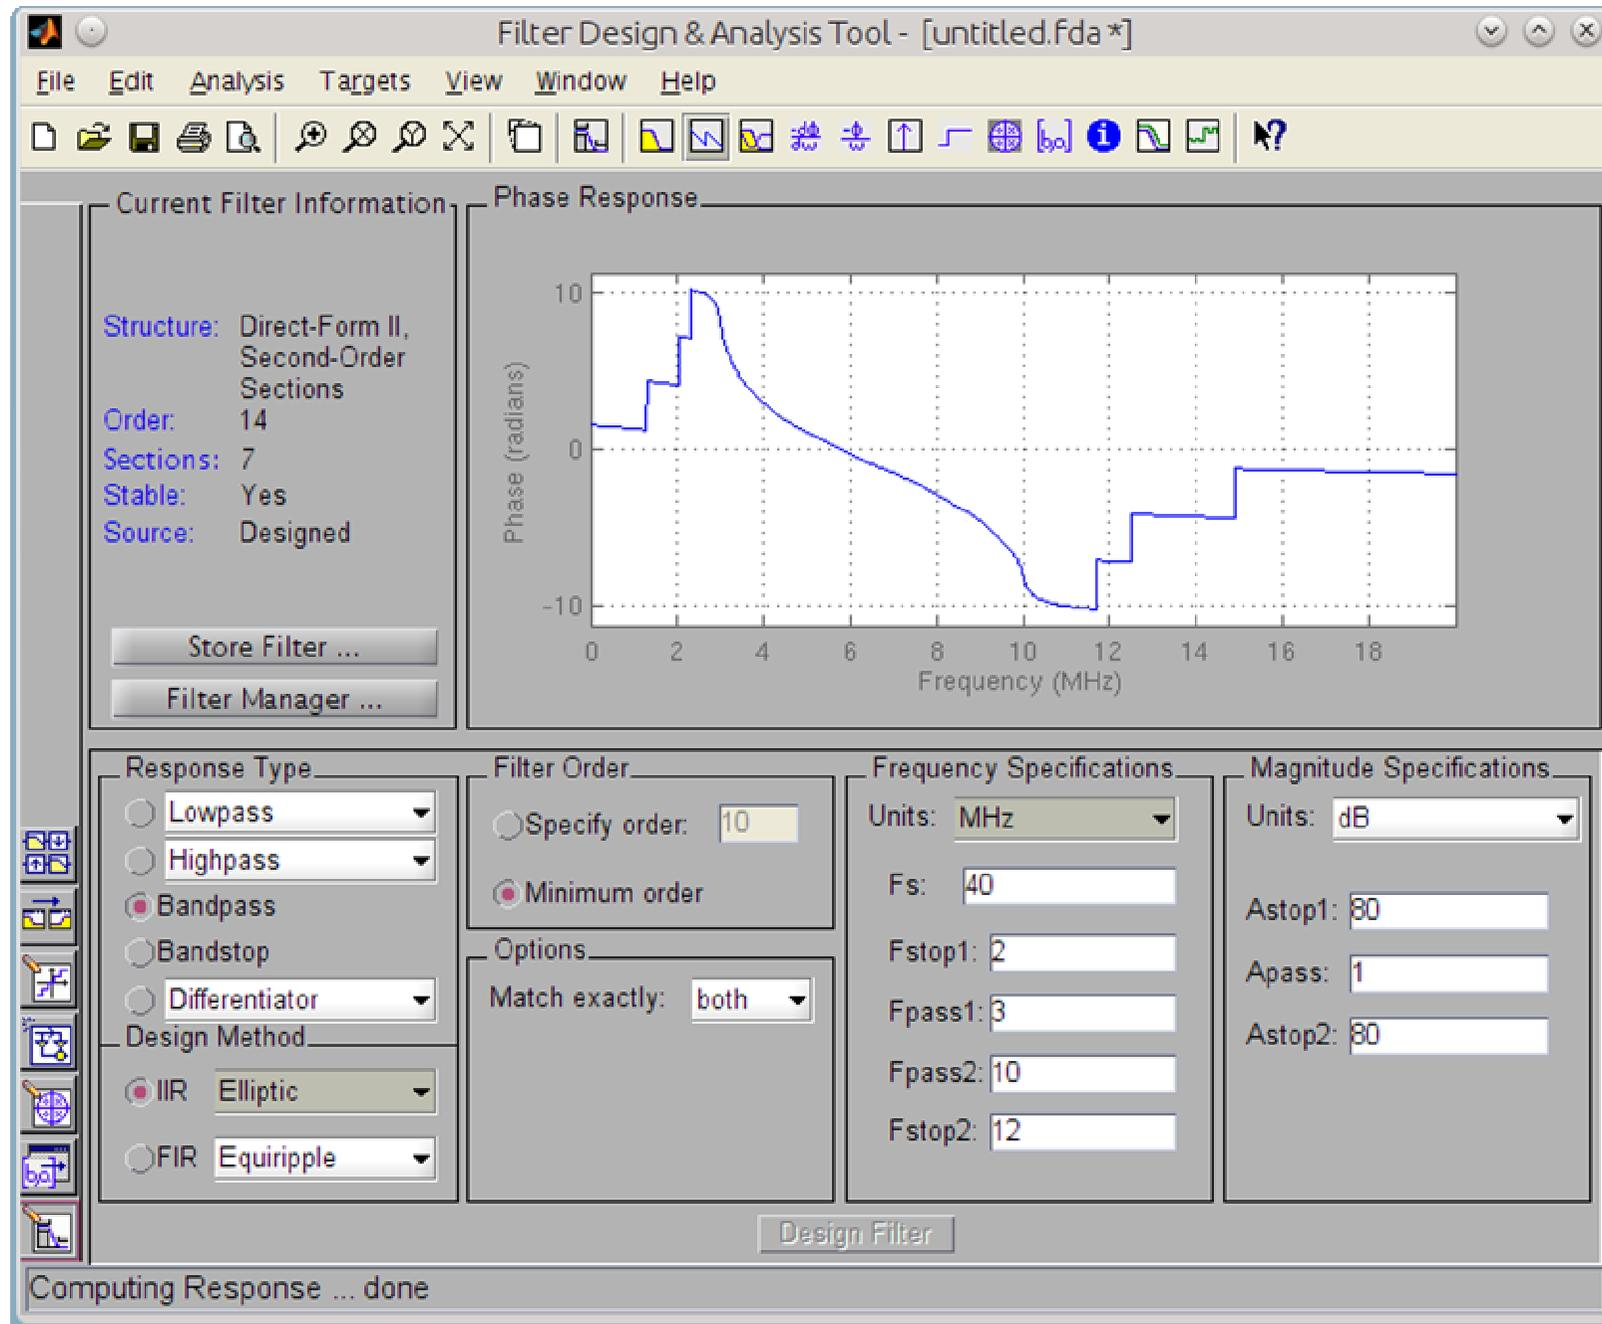 Filter Design & Analysis Tool - [untitled.fda *]
File Edit Analysis Targets View Window Help
Current Filter Information
Structure: Direct-Form II,
Second-Order
Sections
Order: 14
Sections: 7
Stable: Yes
Source: Designed
Store Filter ...
Filter Manager ...
Phase Response
Phase (radians)
10
0
-10
0 2 4 6 8 10 12 14 16 18
Frequency (MHz)
Response Type
Lowpass
Highpass
Bandpass
Bandstop
Differentiator
Design Method
IIR Elliptic
FIR Equiripple
Filter Order
Specify order: 10
Minimum order
Options
Match exactly: both
Frequency Specifications
Units: MHz
Fs: 40
Fstop1: 2
Fpass1: 3
Fpass2: 10
Fstop2: 12
Magnitude Specifications
Units: dB
Astop1: 80
Apass: 1
Astop2: 80
Design Filter
Computing Response ... done